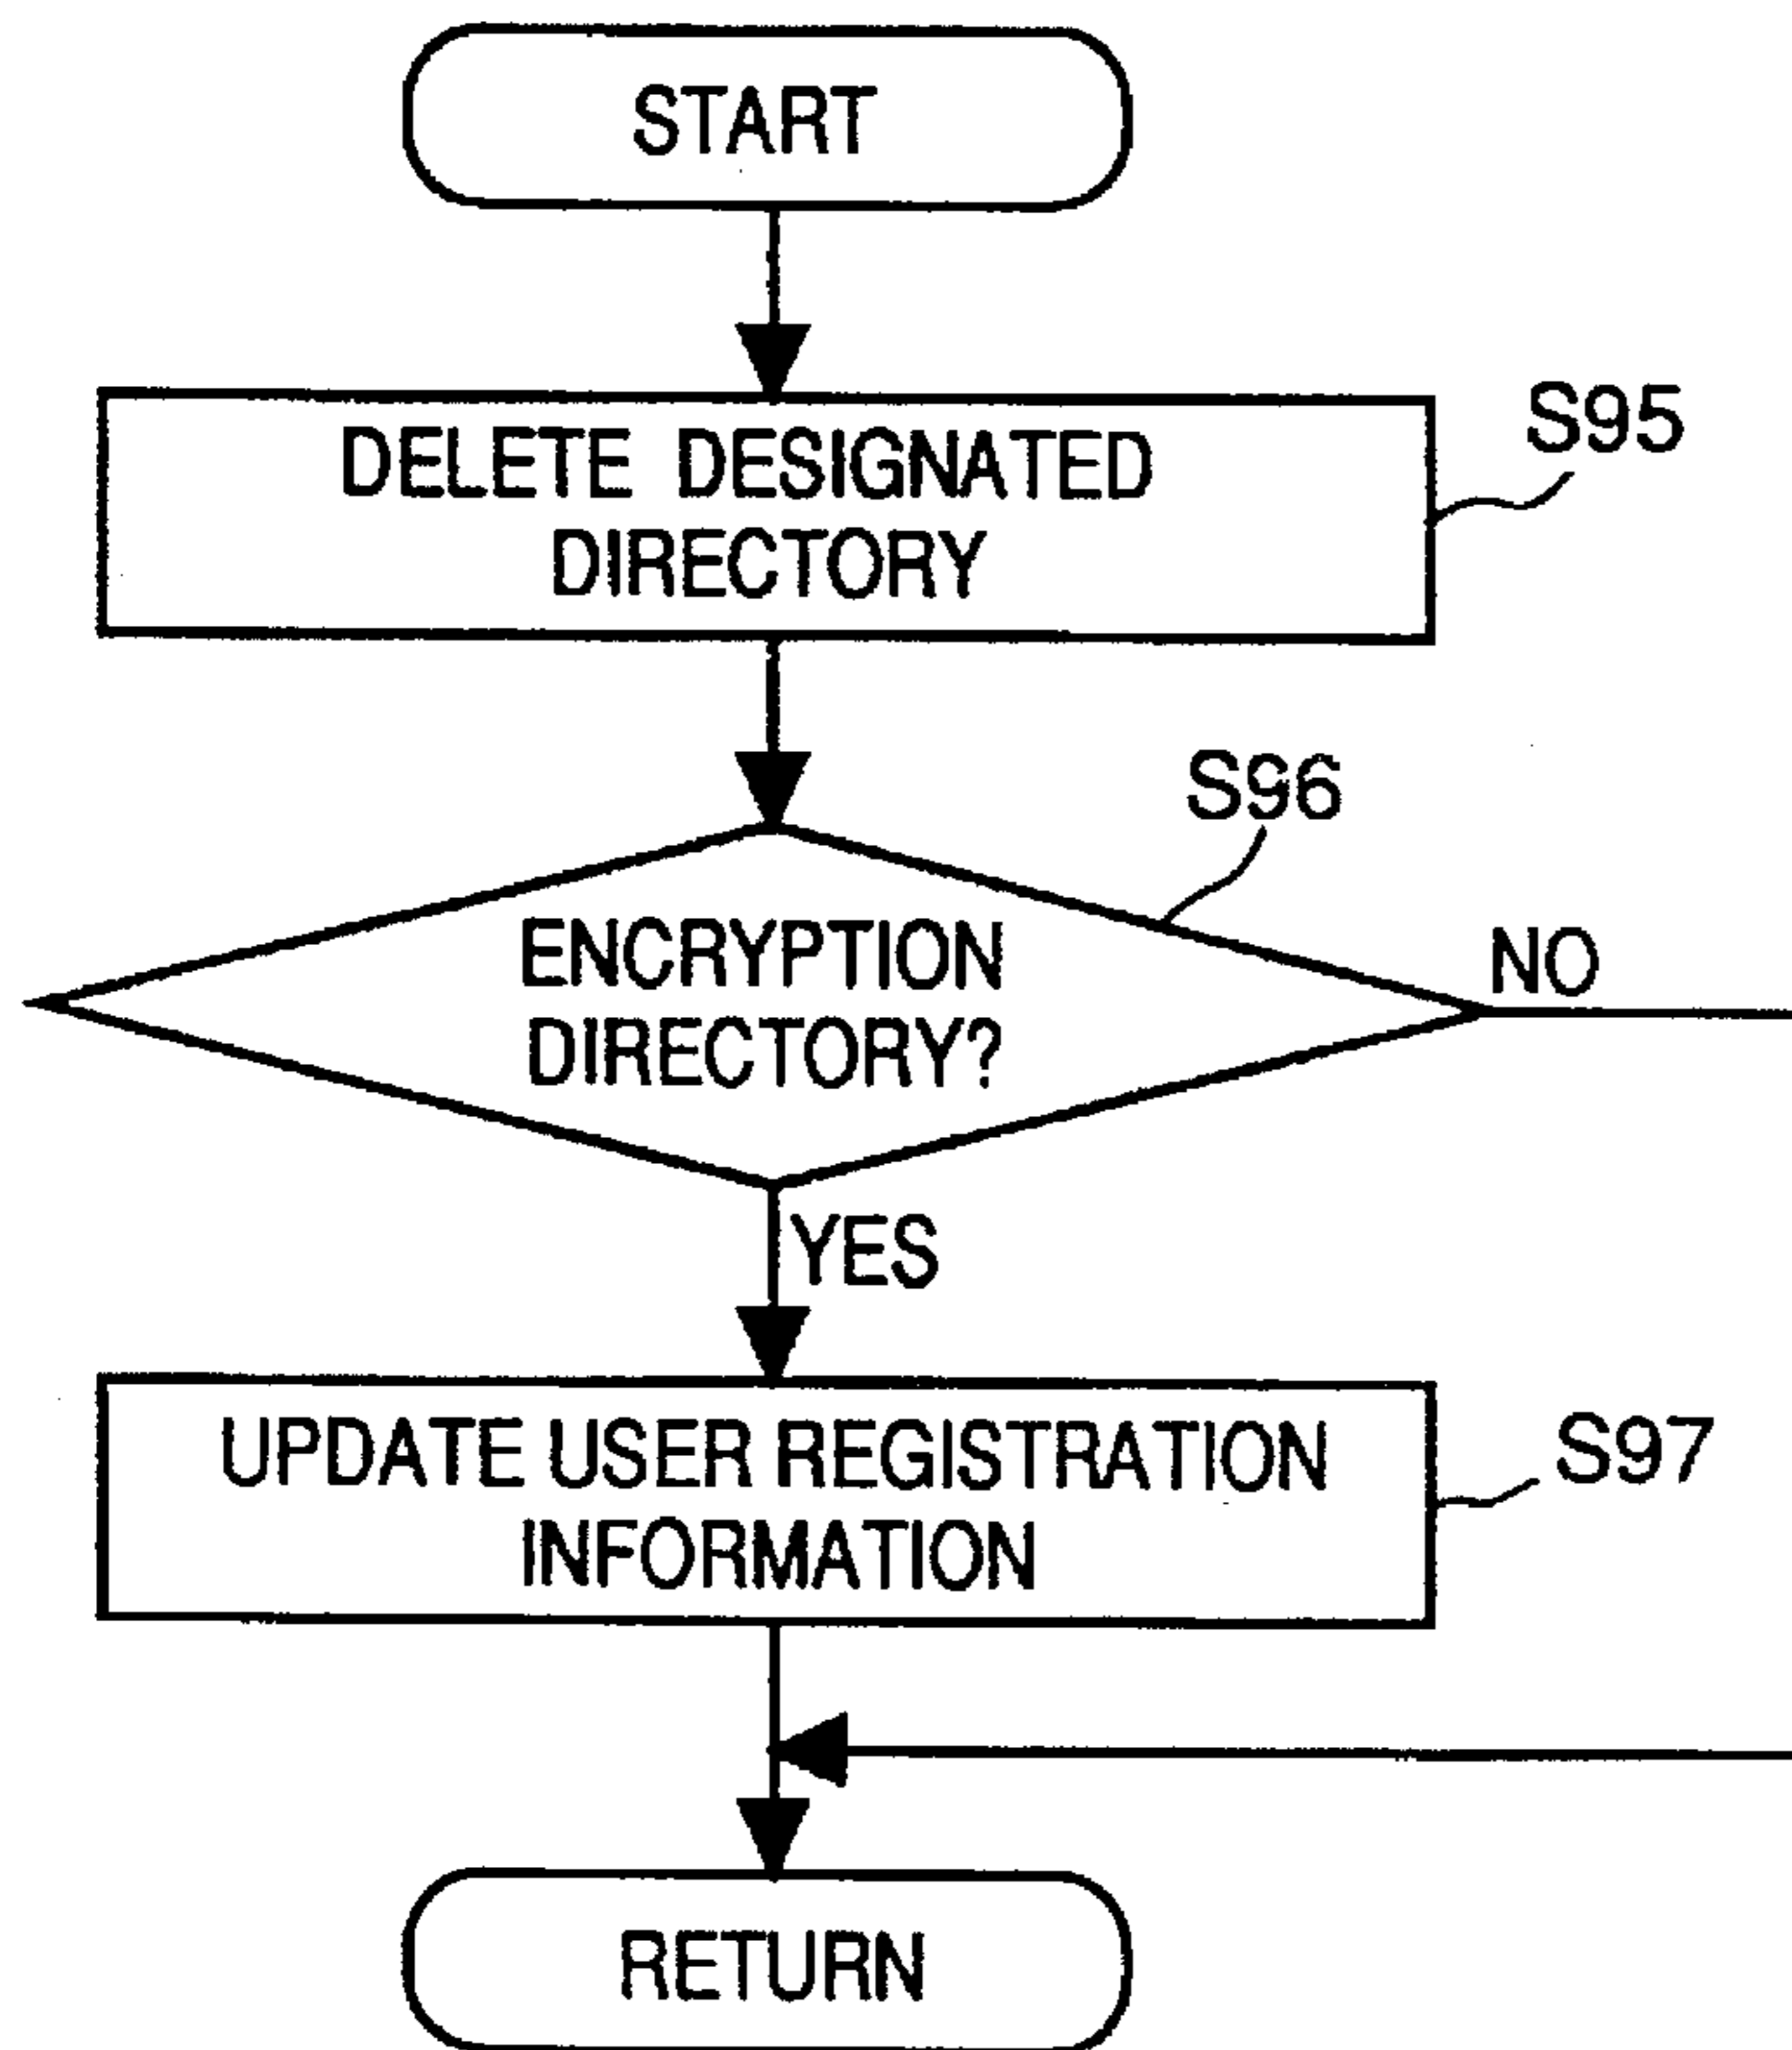 START
DELETE DESIGNATED
DIRECTORY
S95
S96
ENCRYPTION
DIRECTORY?
NO
YES
UPDATE USER REGISTRATION
INFORMATION
S97
RETURN